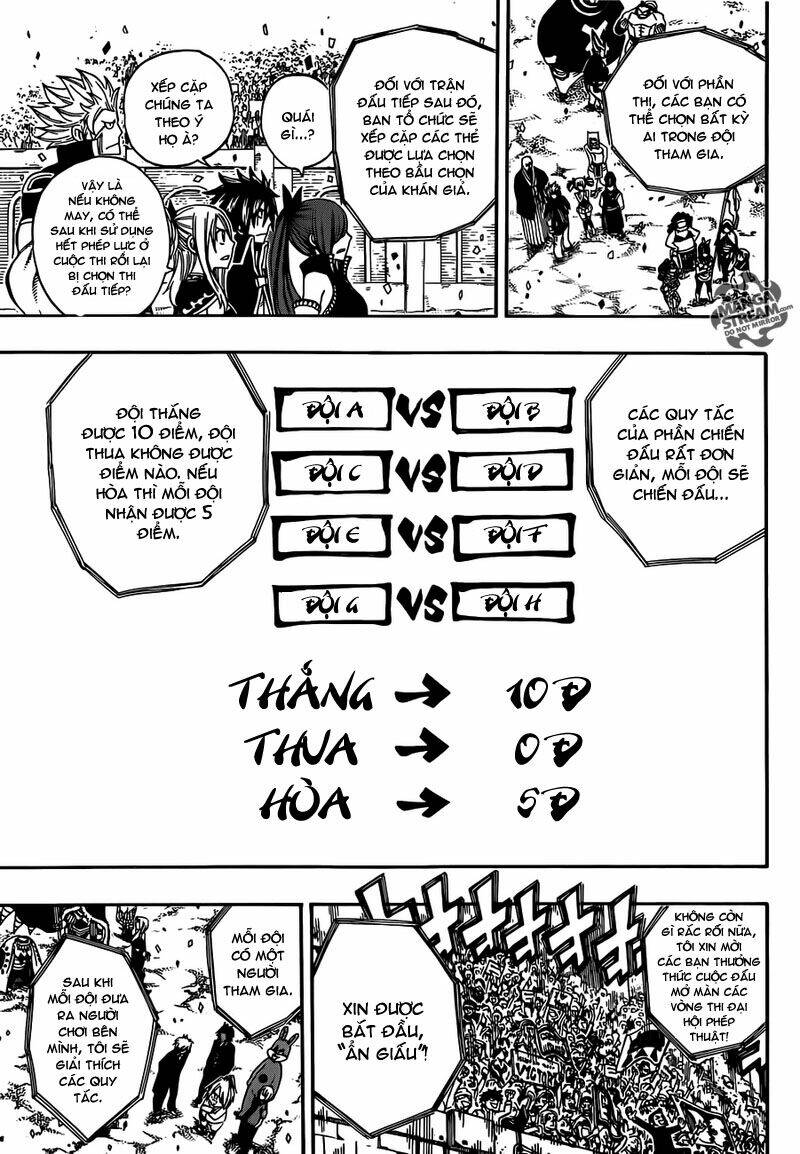 ĐỐI VỚI PHẦN
THI, CÁC BẠN CÓ
THỂ CHỌN BẤT KỲ
AI TRONG ĐỘI
THAM GIA.
ĐỐI VỚI TRẬN
ĐẤU TIẾP SAU ĐÓ,
BAN TỔ CHỨC SẼ
XẾP CẶP CÁC THẺ
ĐƯỢC LỰA CHỌN
THEO BẦU CHỌN
CỦA KHÁN GIẢ.
QUÁI
GÌ...?
XẾP CẶP
CHÚNG TA
THEO Ý
HỌ À?
VẬY LÀ
NẾU KHÔNG
MAY, CÓ THỂ
SAU KHI SỬ DỤNG
HẾT PHÉP LỰC Ở
CUỘC THI RỒI LẠI
BỊ CHỌN THI
ĐẤU TIẾP?
MANGA
STREAM.com
DO NOT MIRROR
CÁC QUY TẮC
CỦA PHẦN CHIẾN
ĐẤU RẤT ĐƠN
GIẢN, MỖI ĐỘI SẼ
CHIẾN ĐẤU...
ĐỘI A VS ĐỘI B
ĐỘI C VS ĐỘI D
ĐỘI E VS ĐỘI F
ĐỘI G VS ĐỘI H
ĐỘI THẮNG
ĐƯỢC 10 ĐIỂM, ĐỘI
THUA KHÔNG ĐƯỢC
ĐIỂM NÀO. NẾU
HÒA THÌ MỖI ĐỘI
NHẬN ĐƯỢC 5
ĐIỂM.
THẮNG → 10Đ
THUA → 0Đ
HÒA → 5Đ
KHÔNG CÒN
GÌ RẮC RỐI NỮA,
TÔI XIN MỜI
CÁC BẠN THƯỞNG
THỨC CUỘC ĐẤU
MỞ MÀN CÁC
VÒNG THI ĐẠI
HỘI PHÉP
THUẬT!
XIN ĐƯỢC
BẮT ĐẦU,
"ẨN GIẤU"!
MỖI ĐỘI
CÓ MỘT
NGƯỜI
THAM GIA.
SAU KHI
MỖI ĐỘI ĐƯA
RA NGƯỜI
CHƠI BÊN
MÌNH, TÔI SẼ
GIẢI THÍCH
CÁC QUY
TẮC.